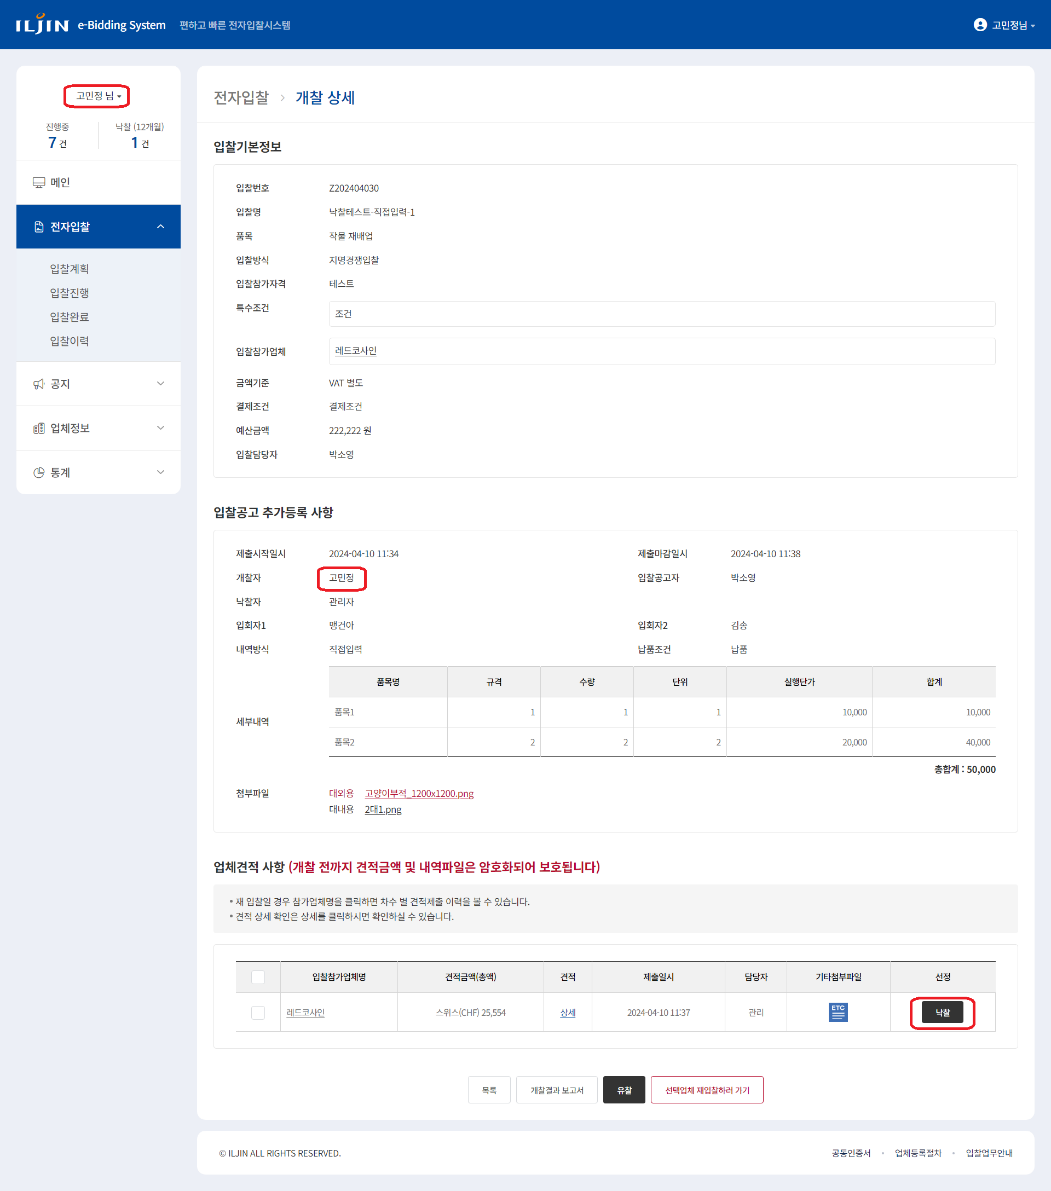 ILJIN e-Bidding System 편하고 빠른 전자입찰시스템 고민정님
고민정 님
진행중 낙찰 (12개월)
7 건 1 건
메인
전자입찰
입찰계획
입찰진행
입찰완료
입찰이력
공지
업체정보
통계
전자입찰 > 개찰 상세
입찰기본정보
입찰번호 Z202404030
입찰명 낙찰테스트-직접입력-1
품목 작물 재배업
입찰방식 지명경쟁입찰
입찰참가자격 테스트
특수조건 조건
입찰참가업체 레드코사인
금액기준 VAT 별도
결제조건 결제조건
예산금액 222,222 원
입찰담당자 박소영
입찰공고 추가등록 사항
제출시작일시 2024-04-10 11:34 제출마감일시 2024-04-10 11:38
개찰자 고민정 입찰공고자 박소영
낙찰자 관리자
입회자1 맹건아 입회자2 김송
내역방식 직접입력 납품조건 납품
세부내역
품목명 규격 수량 단위 실행단가 합계
품목1 1 1 1 10,000 10,000
품목2 2 2 2 20,000 40,000
총합계 : 50,000
첨부파일 대외용 고양이부적_1200x1200.png
대내용 2대1.png
업체견적 사항 (개찰 전까지 견적금액 및 내역파일은 암호화되어 보호됩니다)
• 재 입찰일 경우 참가업체명을 클릭하면 차수 별 견적제출 이력을 볼 수 있습니다.
• 견적 상세 확인은 상세를 클릭하시면 확인하실 수 있습니다.
입찰참가업체명 견적금액(총액) 견적 제출일시 담당자 기타첨부파일 선정
레드코사인 스위스(CHF) 25,554 상세 2024-04-10 11:37 관리 ETC 낙찰
목록 개찰결과 보고서 유찰 선택업체 재입찰하러 가기
© ILJIN ALL RIGHTS RESERVED. 공동인증서 • 업체등록절차 • 입찰업무안내